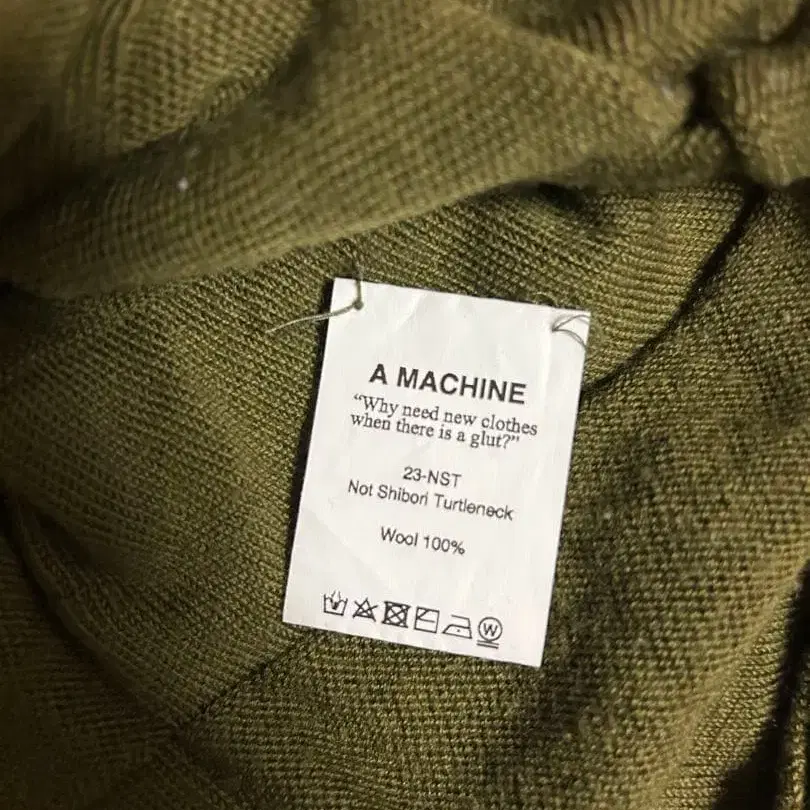 A MACHINE
“Why need new clothes
when there is a glut?”
23-NST
Not Shibori Turtleneck
Wool 100%
W